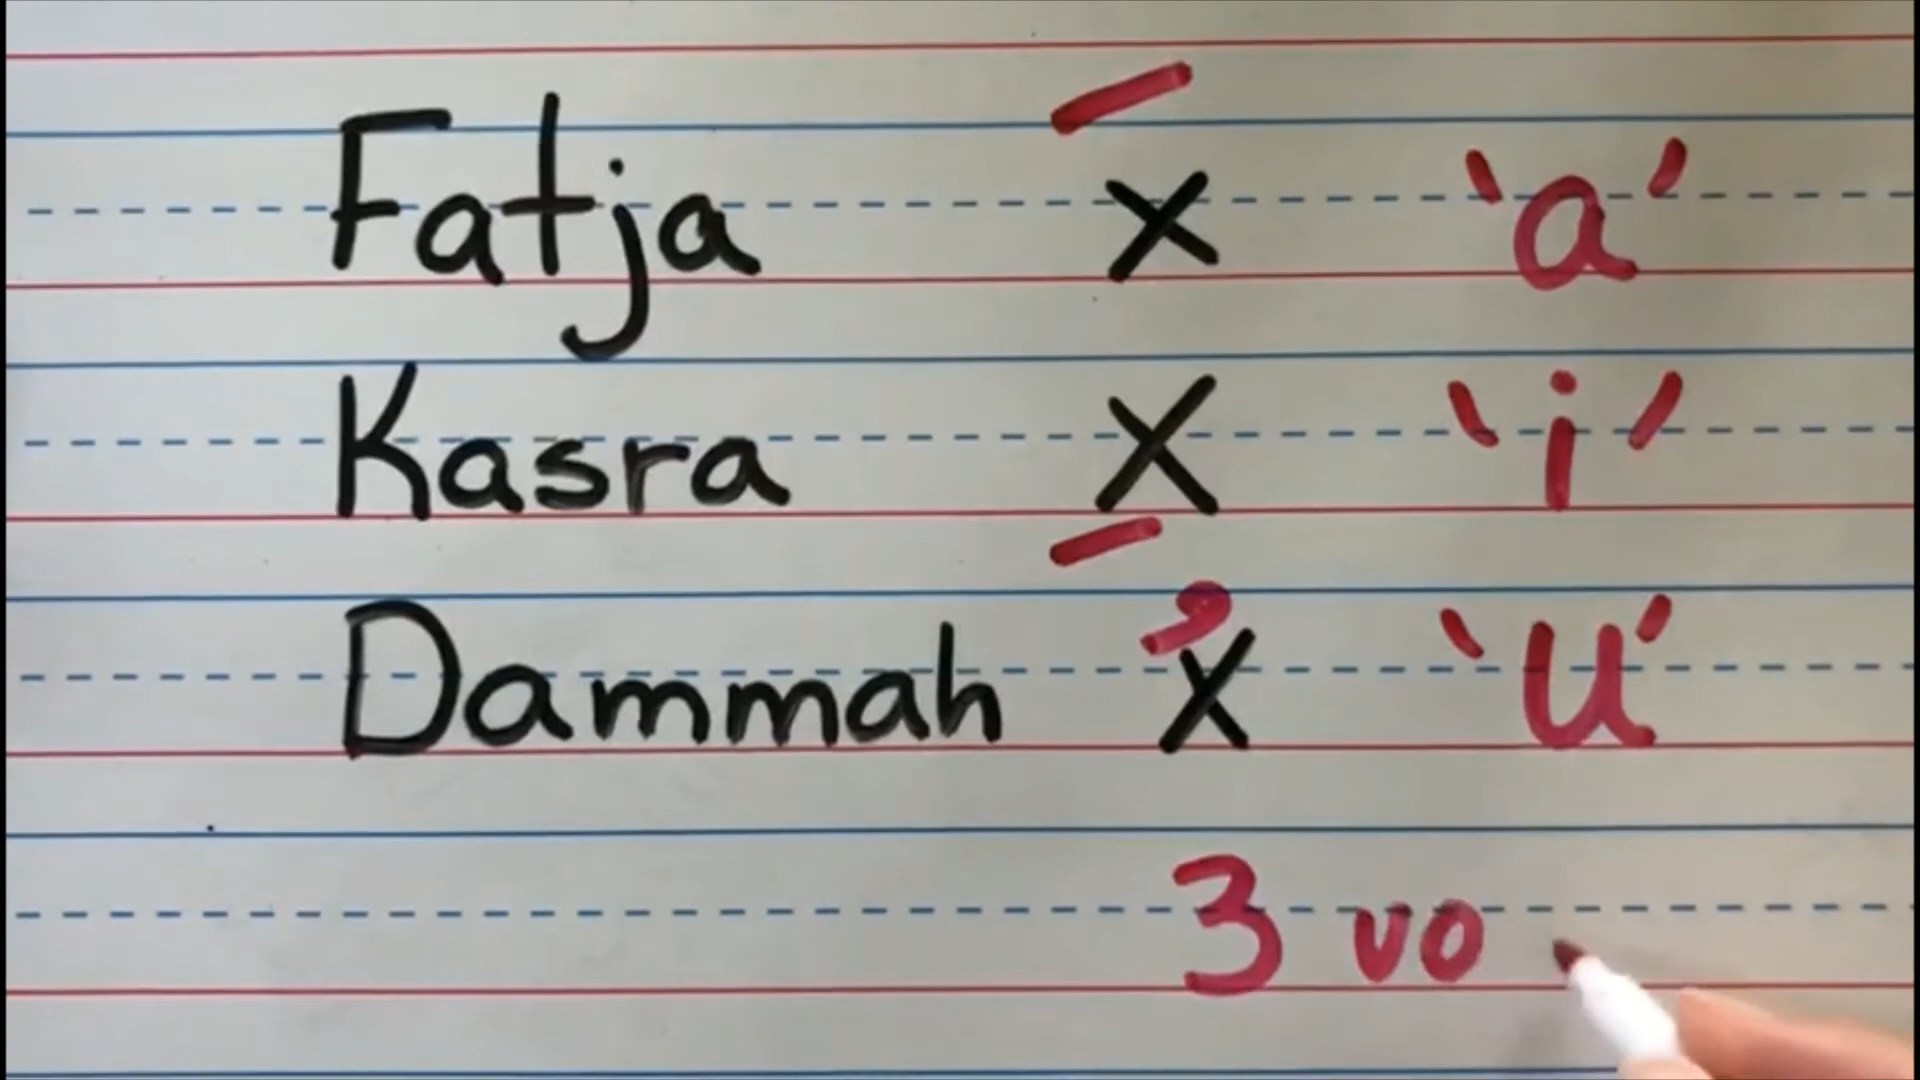 Fatja x 'a'
Kasra x 'i'
Dammah x 'u'
3 vo